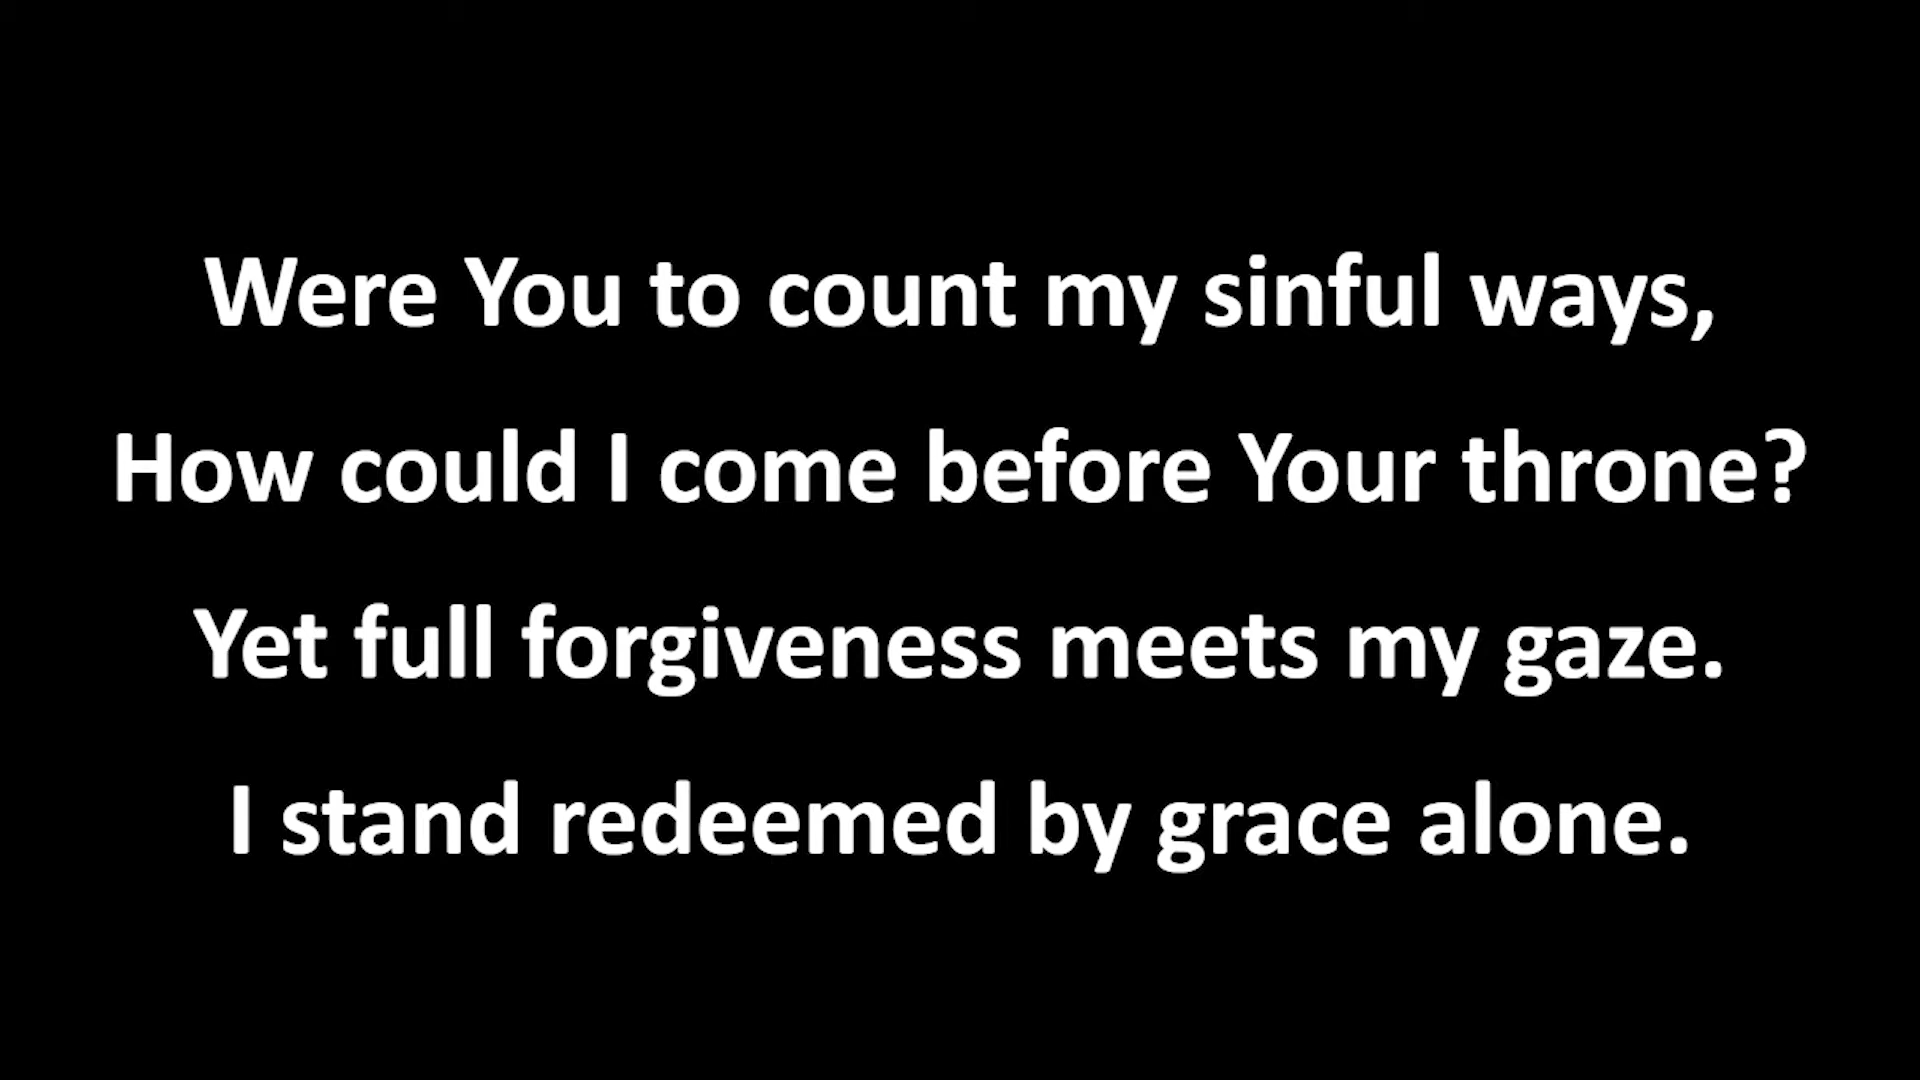 Were You to count my sinful ways,
How could I come before Your throne?
Yet full forgiveness meets my gaze.
I stand redeemed by grace alone.